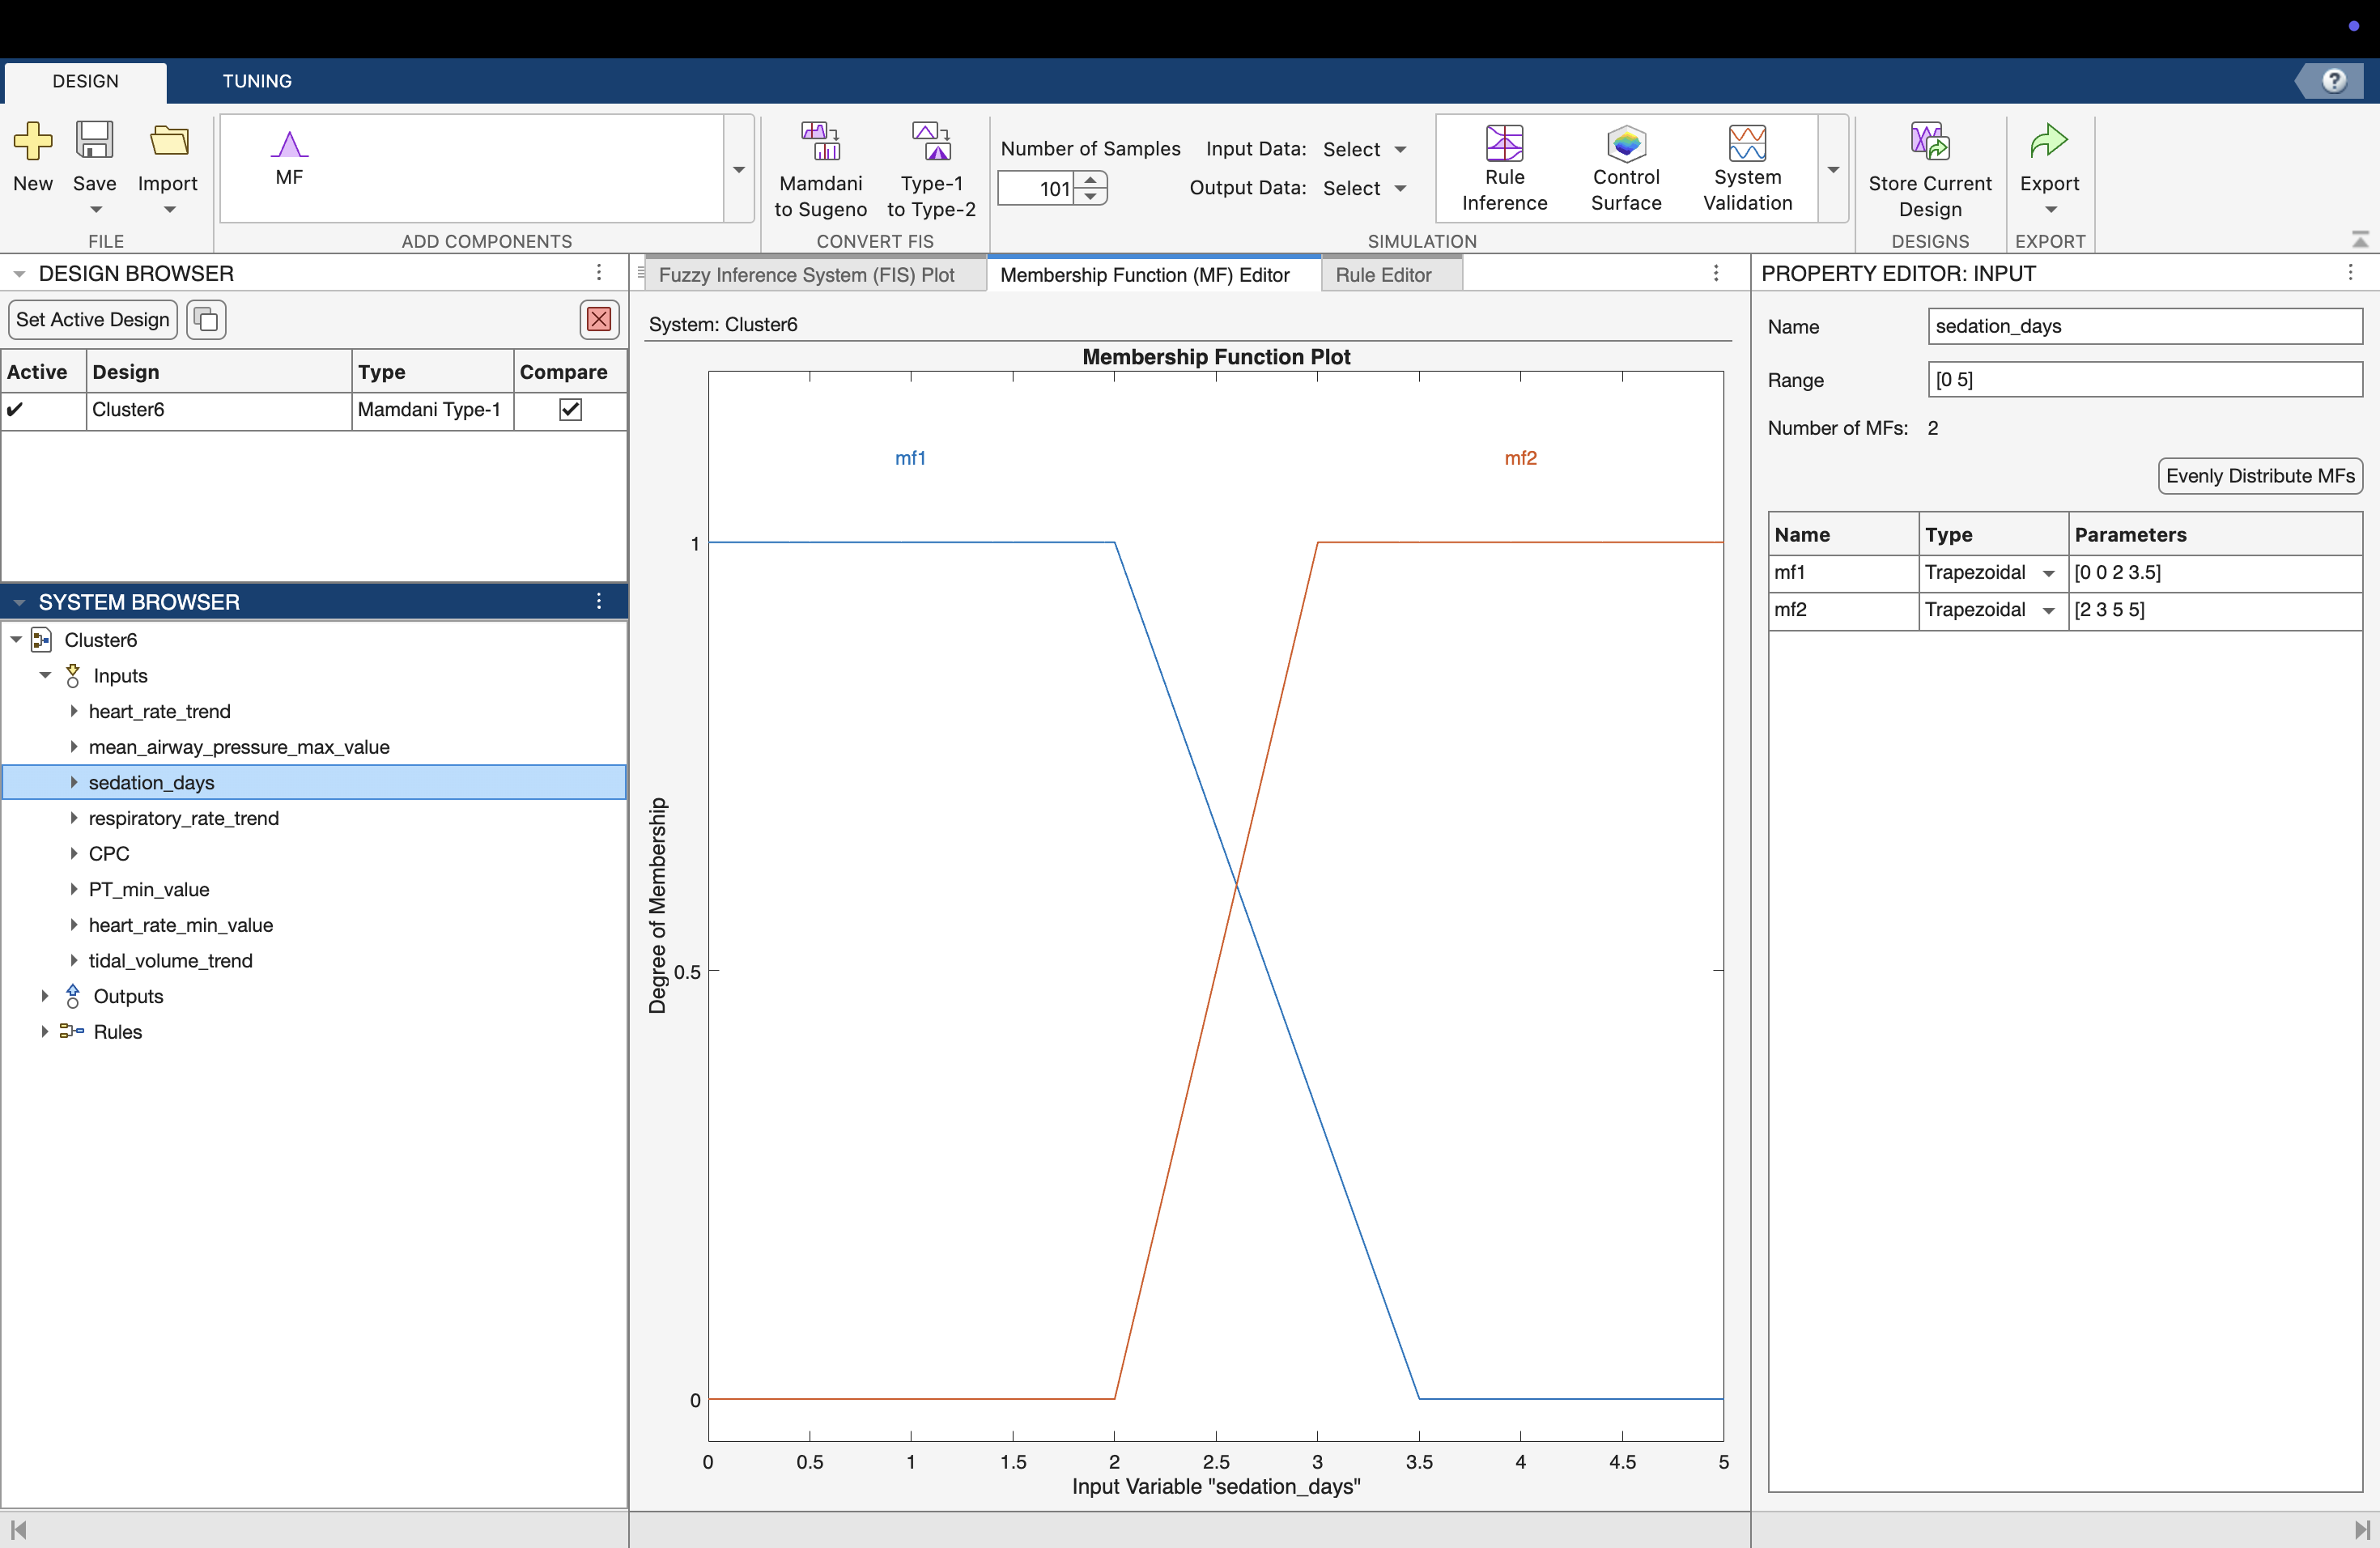 DESIGN
TUNING
New
Save
Import
FILE
MF
ADD COMPONENTS
Mamdani
to Sugeno
Type-1
to Type-2
CONVERT FIS
Number of Samples
101
Input Data: Select
Output Data: Select
Rule
Inference
Control
Surface
System
Validation
SIMULATION
Store Current
Design
DESIGNS
Export
EXPORT
?
DESIGN BROWSER
Set Active Design
Active Design Type Compare
Cluster6 Mamdani Type-1
SYSTEM BROWSER
Cluster6
Inputs
heart_rate_trend
mean_airway_pressure_max_value
sedation_days
respiratory_rate_trend
CPC
PT_min_value
heart_rate_min_value
tidal_volume_trend
Outputs
Rules
Fuzzy Inference System (FIS) Plot
Membership Function (MF) Editor
Rule Editor
System: Cluster6
Membership Function Plot
mf1
mf2
1
0.5
0
Degree of Membership
0 0.5 1 1.5 2 2.5 3 3.5 4 4.5 5
Input Variable "sedation_days"
PROPERTY EDITOR: INPUT
Name sedation_days
Range [0 5]
Number of MFs: 2
Evenly Distribute MFs
Name Type Parameters
mf1 Trapezoidal [0 0 2 3.5]
mf2 Trapezoidal [2 3 5 5]